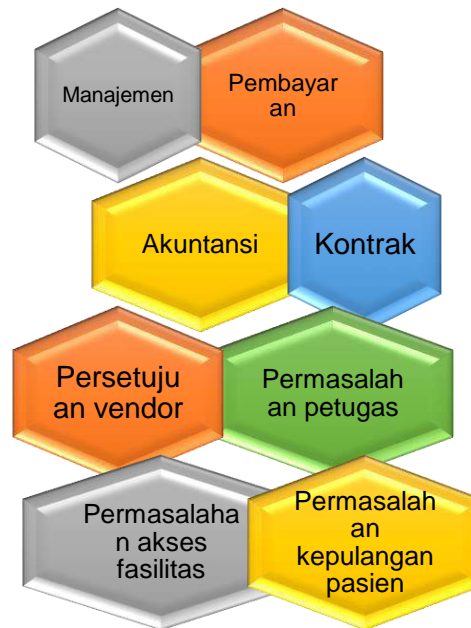 Manajemen
Pembayar
an
Akuntansi
Kontrak
Persetuju
an vendor
Permasalah
an petugas
Permasalaha
n akses
fasilitas
Permasalah
an
kepulangan
pasien